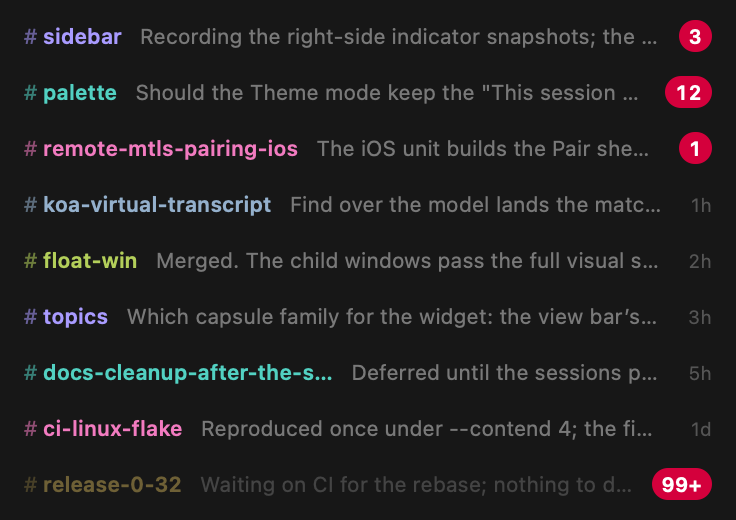 # sidebar Recording the right-side indicator snapshots; the ... 3
# palette Should the Theme mode keep the "This session ... 12
# remote-mtls-pairing-ios The iOS unit builds the Pair she... 1
# koa-virtual-transcript Find over the model lands the matc... 1h
# float-win Merged. The child windows pass the full visual s... 2h
# topics Which capsule family for the widget: the view bar’s... 3h
# docs-cleanup-after-the-s... Deferred until the sessions p... 5h
# ci-linux-flake Reproduced once under --contend 4; the fi... 1d
# release-0-32 Waiting on CI for the rebase; nothing to d... 99+